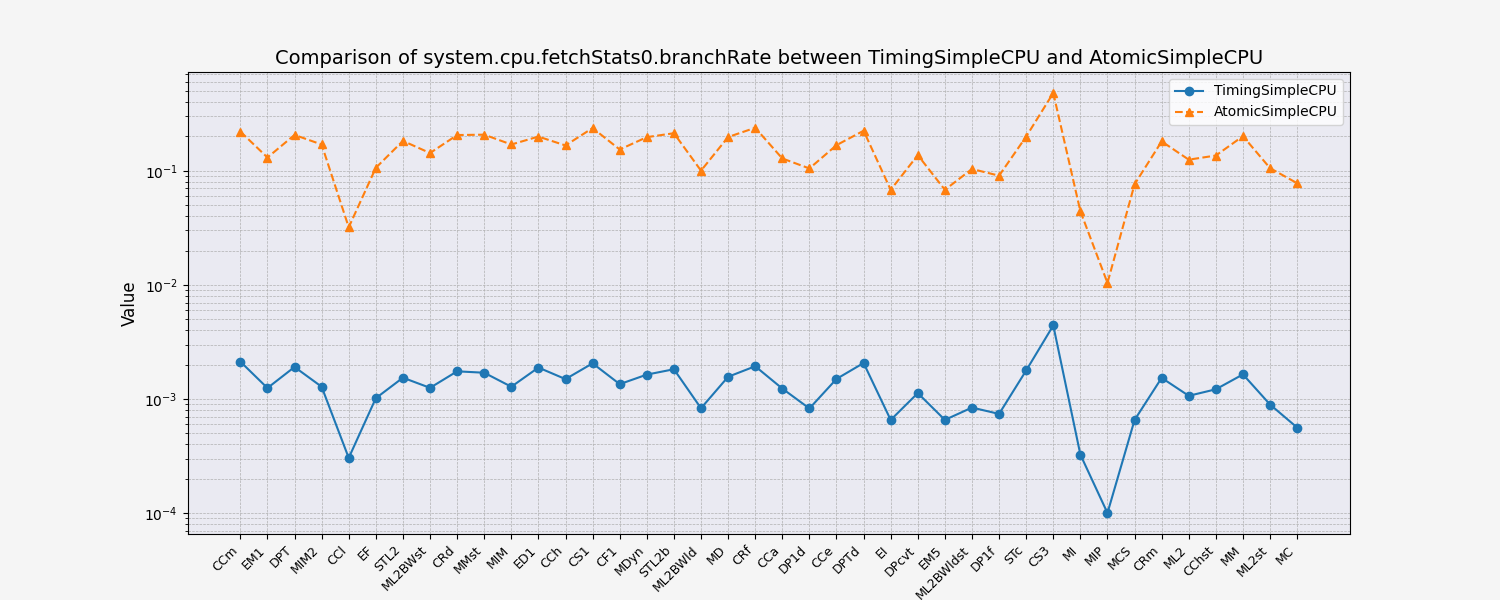 Comparison of system.cpu.fetchStats0.branchRate between TimingSimpleCPU and AtomicSimpleCPU
TimingSimpleCPU
AtomicSimpleCPU
Value
10⁻¹
10⁻²
10⁻³
10⁻⁴
CCm
EM1
DPT
MIM2
CCl
EF
STL2
ML2BWst
CRd
MMst
MIM
ED1
CCh
CS1
CF1
MDyn
STL2b
ML2BWld
MD
CRf
CCa
DP1d
CCe
DPTd
EI
DPcvt
EM5
ML2BWldst
DP1f
STc
CS3
MI
MIP
MCS
CRm
ML2
CChst
MM
ML2st
MC